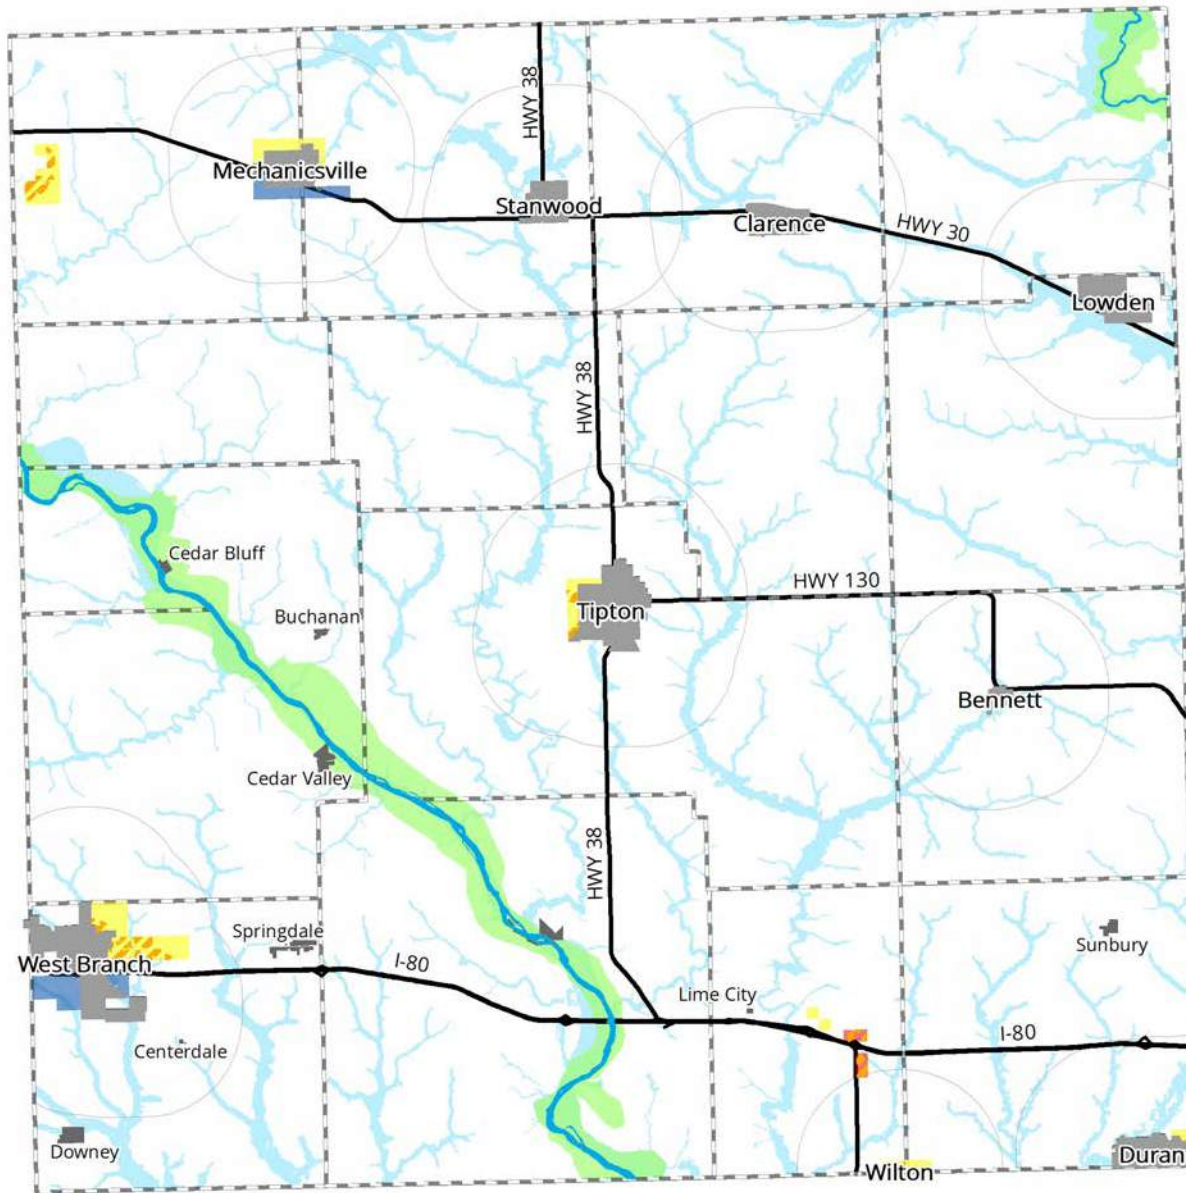 HWY 38
Mechanicsville
Stanwood
Clarence
HWY 30
Lowden
HWY 38
Cedar Bluff
HWY 130
Buchanan
Tipton
Bennett
Cedar Valley
HWY 38
Springdale
Sunbury
West Branch
I-80
Lime City
I-80
Centerdale
Downey
Duran
Wilton